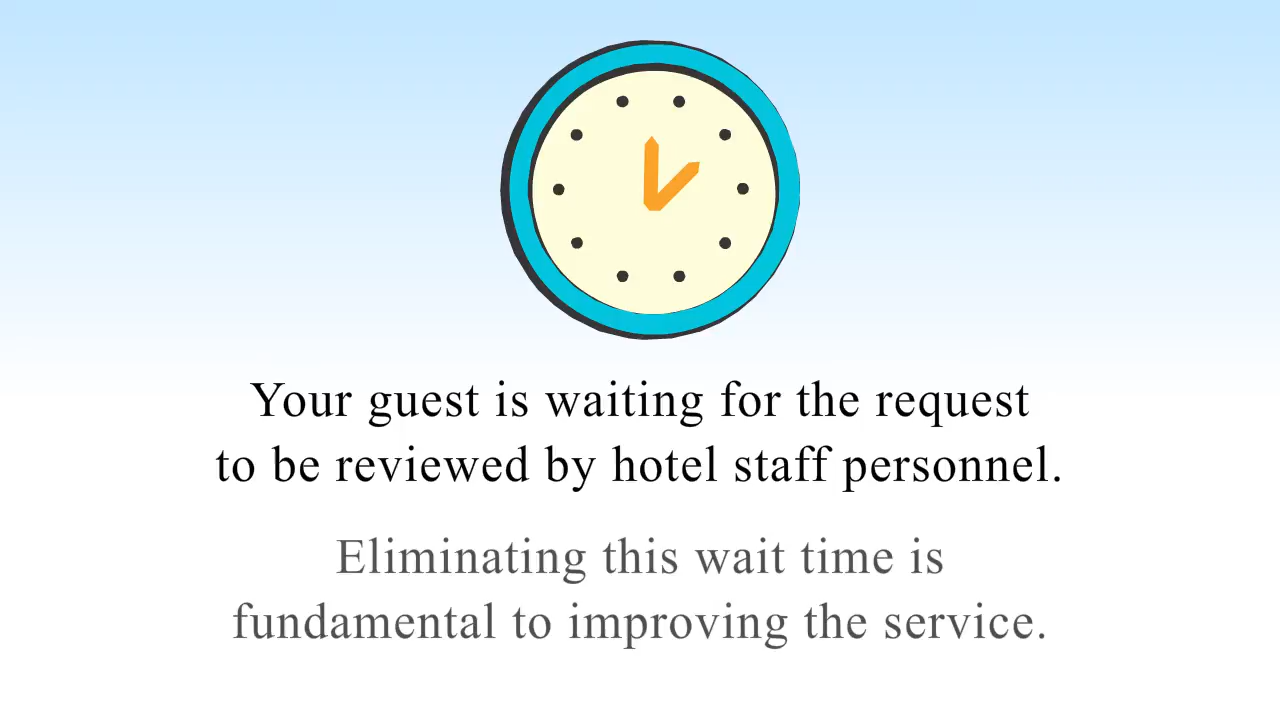 Your guest is waiting for the request
to be reviewed by hotel staff personnel.
Eliminating this wait time is
fundamental to improving the service.